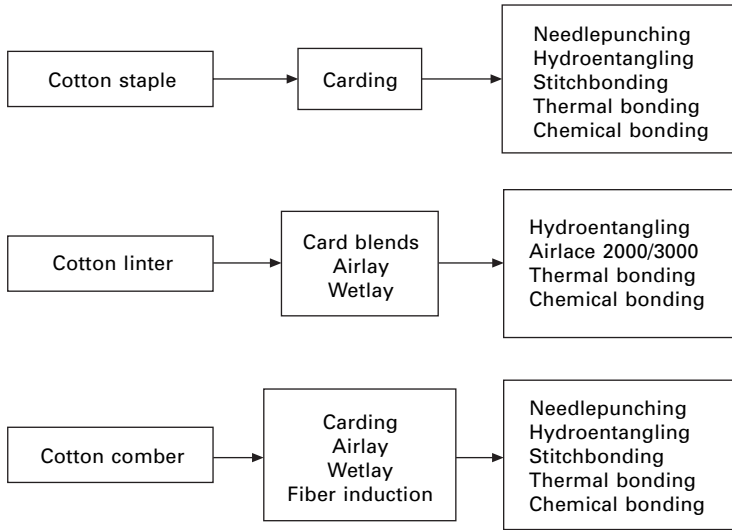 Cotton staple
Carding
Needlepunching
Hydroentangling
Stitchbonding
Thermal bonding
Chemical bonding
Cotton linter
Card blends
Airlay
Wetlay
Hydroentangling
Airlace 2000/3000
Thermal bonding
Chemical bonding
Cotton comber
Carding
Airlay
Wetlay
Fiber induction
Needlepunching
Hydroentangling
Stitchbonding
Thermal bonding
Chemical bonding